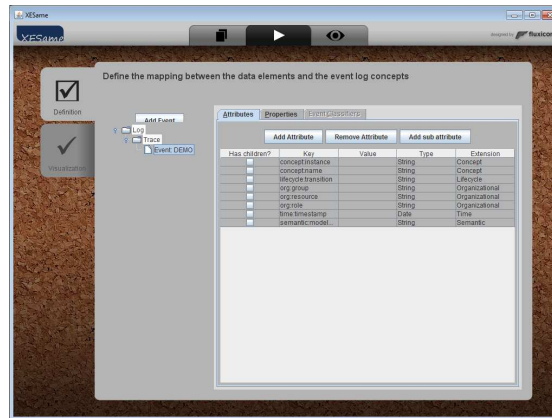 XESame
XESame
designed by fluxicon
Define the mapping between the data elements and the event log concepts
Definition
Visualization
Add Event
Log
Trace
Event: DEMO
Attributes Properties Event Classifiers
Add Attribute Remove Attribute Add sub attribute
Has children? Key Value Type Extension
concept:instance String Concept
concept:name String Concept
lifecycle:transition String Lifecycle
org:group String Organizational
org:resource String Organizational
org:role String Organizational
time:timestamp Date Time
semantic:model... String Semantic